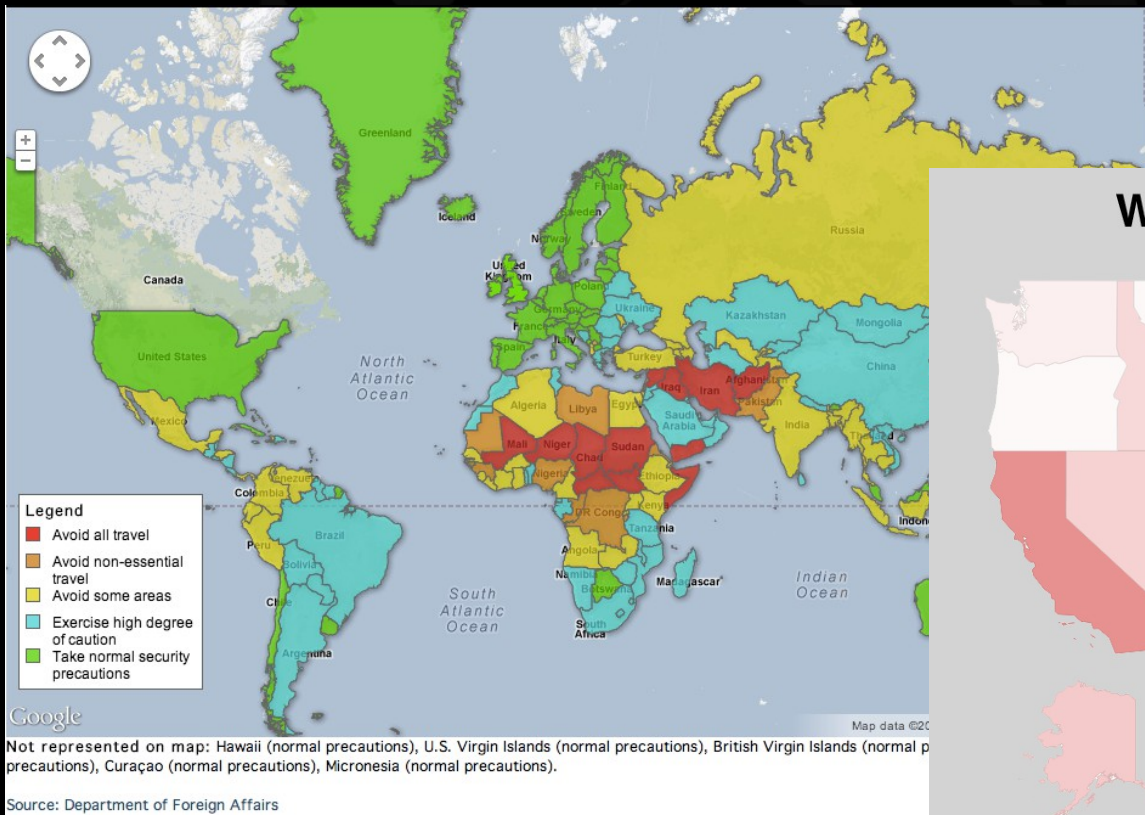 Greenland
Iceland
Finland
Sweden
Norway
Russia
W
Canada
United
Kingdom
Poland
Germany
Ukraine
Kazakhstan
Mongolia
France
Italy
Spain
United States
North
Atlantic
Ocean
Turkey
China
Iraq
Iran
Afghanistan
Pakistan
Algeria
Libya
Egypt
Saudi
Arabia
India
Mexico
Mali
Niger
Chad
Sudan
Thailand
Venezuela
Colombia
Nigeria
Ethiopia
Kenya
DR Congo
Indon
Legend
Avoid all travel
Avoid non-essential
travel
Avoid some areas
Exercise high degree
of caution
Take normal security
precautions
Peru
Brazil
Bolivia
Chile
Argentina
Tanzania
Angola
Namibia
Botswana
Madagascar
South
Africa
South
Atlantic
Ocean
Indian
Ocean
Google
Map data ©20
Not represented on map: Hawaii (normal precautions), U.S. Virgin Islands (normal precautions), British Virgin Islands (normal p
precautions), Curaçao (normal precautions), Micronesia (normal precautions).
Source: Department of Foreign Affairs